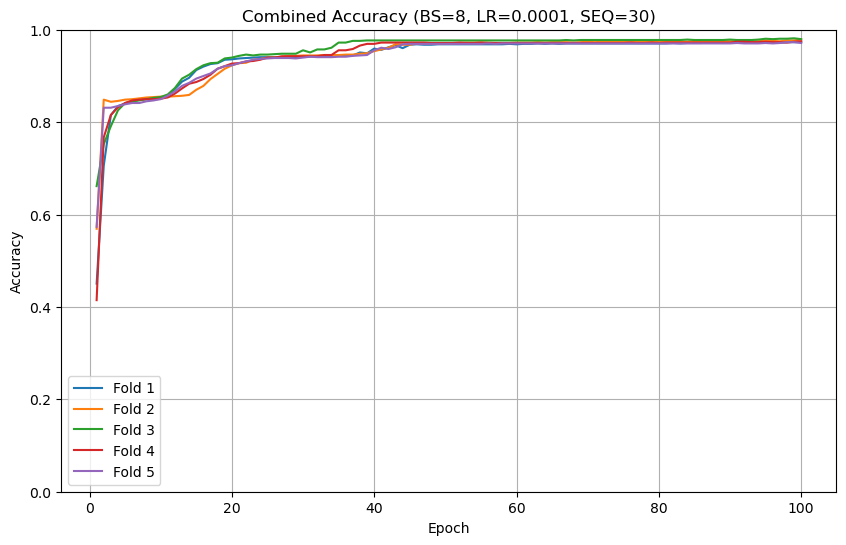 Combined Accuracy (BS=8, LR=0.0001, SEQ=30)
1.0
0.8
0.6
0.4
0.2
0.0
Accuracy
Fold 1
Fold 2
Fold 3
Fold 4
Fold 5
0 20 40 60 80 100
Epoch